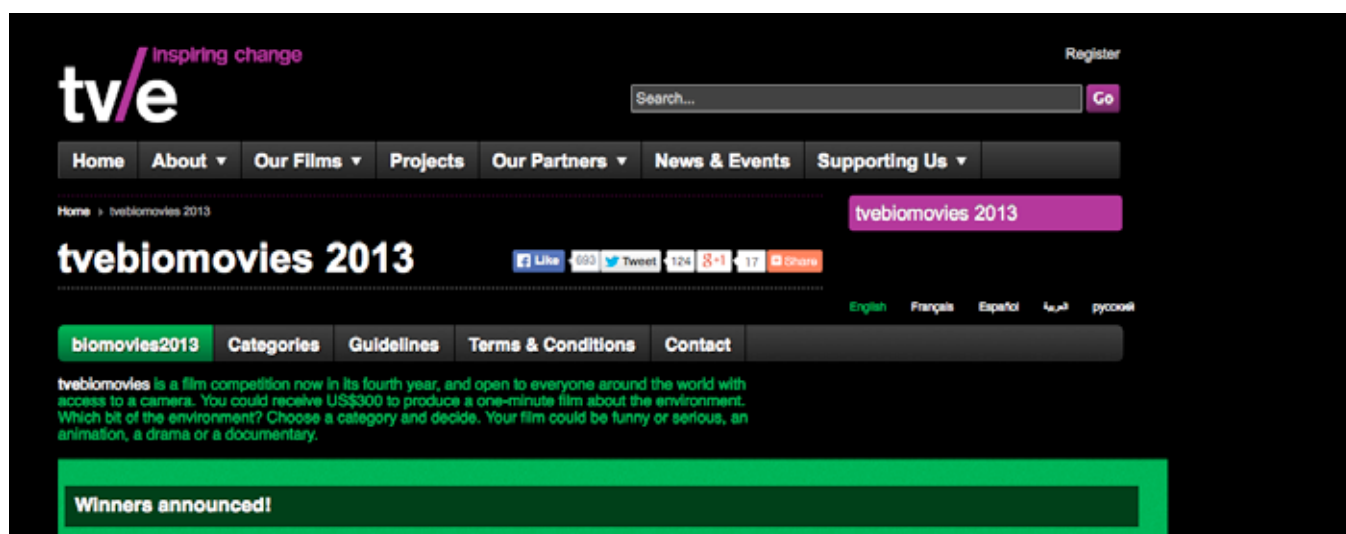 inspiring change
tv/e
Register
Search...
Go
Home About Our Films Projects Our Partners News & Events Supporting Us
Home › tvebiomovies 2013
tvebiomovies 2013
tvebiomovies 2013
Like 693 Tweet 124 g+1 17 Share
English Français Español العربية русский
biomovies2013 Categories Guidelines Terms & Conditions Contact
tvebiomovies is a film competition now in its fourth year, and open to everyone around the world with
access to a camera. You could receive US$300 to produce a one-minute film about the environment.
Which bit of the environment? Choose a category and decide. Your film could be funny or serious, an
animation, a drama or a documentary.
Winners announced!